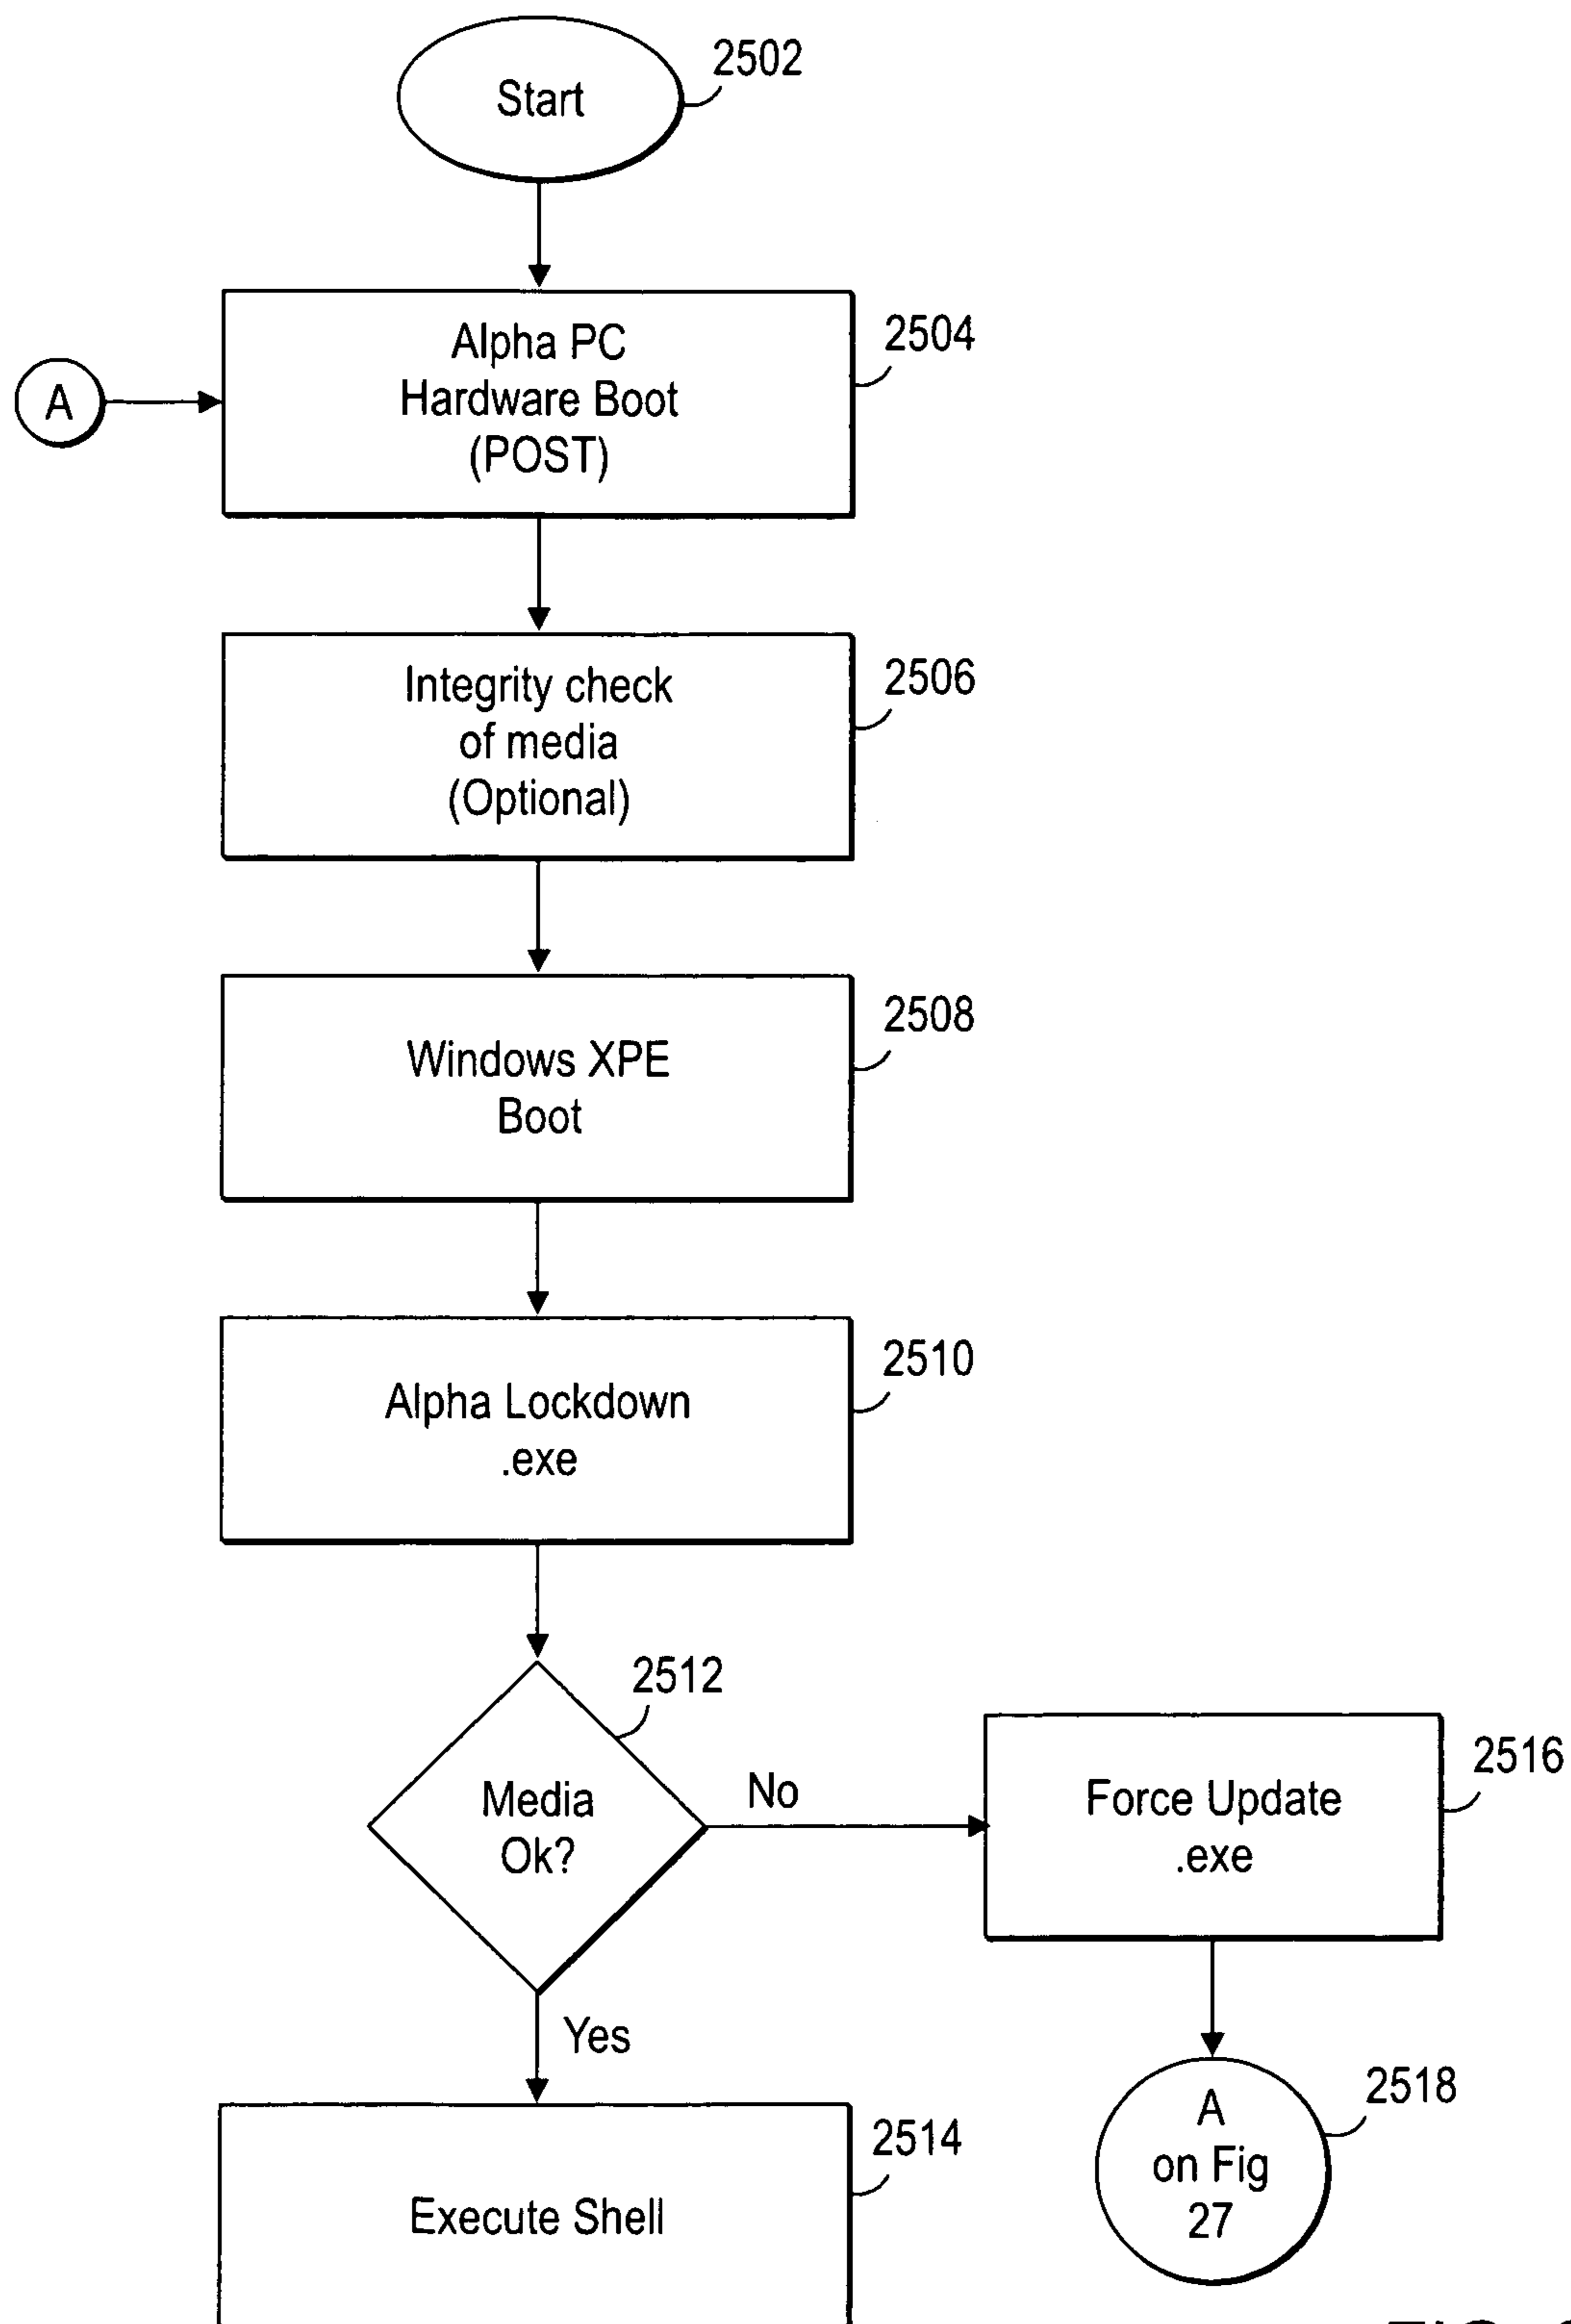 Start
2502
Alpha PC
Hardware Boot
(POST)
2504
A
Integrity check
of media
(Optional)
2506
Windows XPE
Boot
2508
Alpha Lockdown
.exe
2510
2512
Media
Ok?
No
Force Update
.exe
2516
Yes
A
on Fig
27
2518
Execute Shell
2514